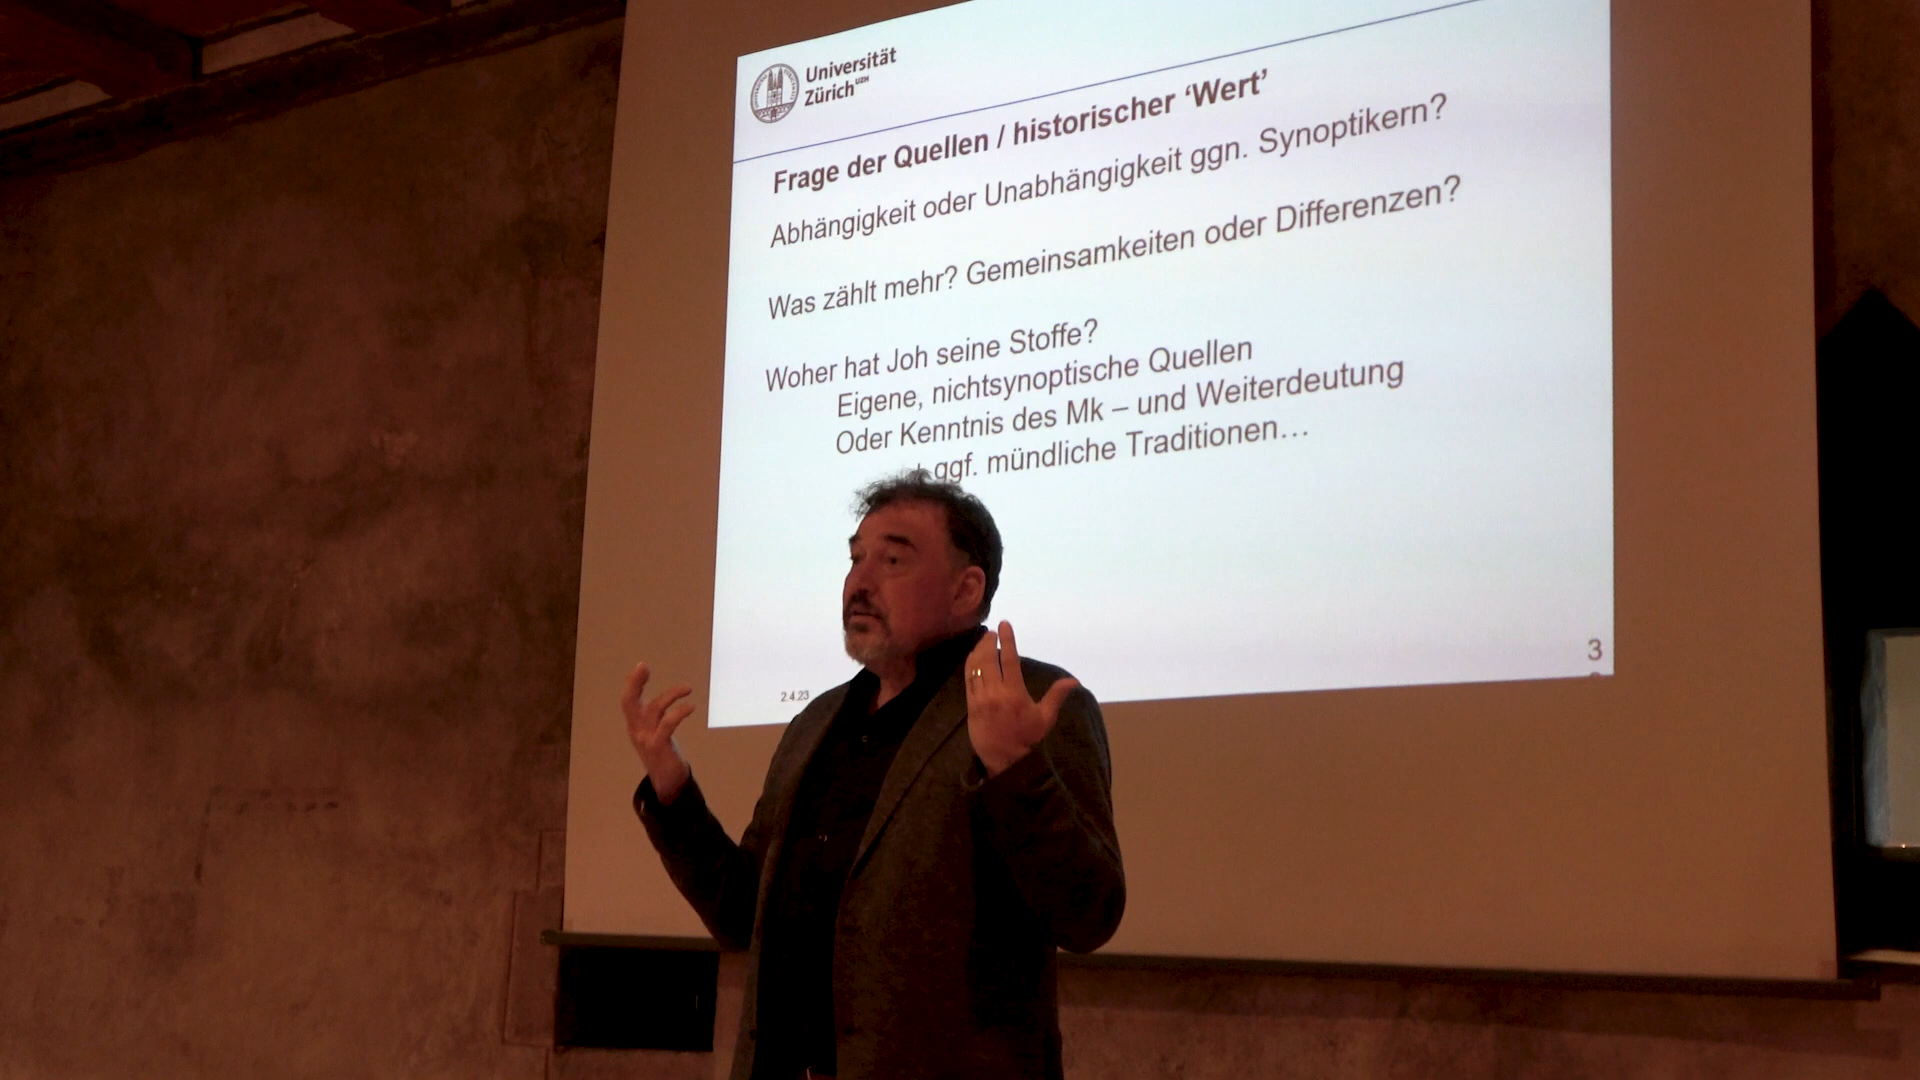 Universität
Zürich UZH
Frage der Quellen / historischer ‘Wert’
Abhängigkeit oder Unabhängigkeit ggn. Synoptikern?
Was zählt mehr? Gemeinsamkeiten oder Differenzen?
Woher hat Joh seine Stoffe?
Eigene, nichtsynoptische Quellen
Oder Kenntnis des Mk – und Weiterdeutung
ggf. mündliche Traditionen…
2.4.23
3